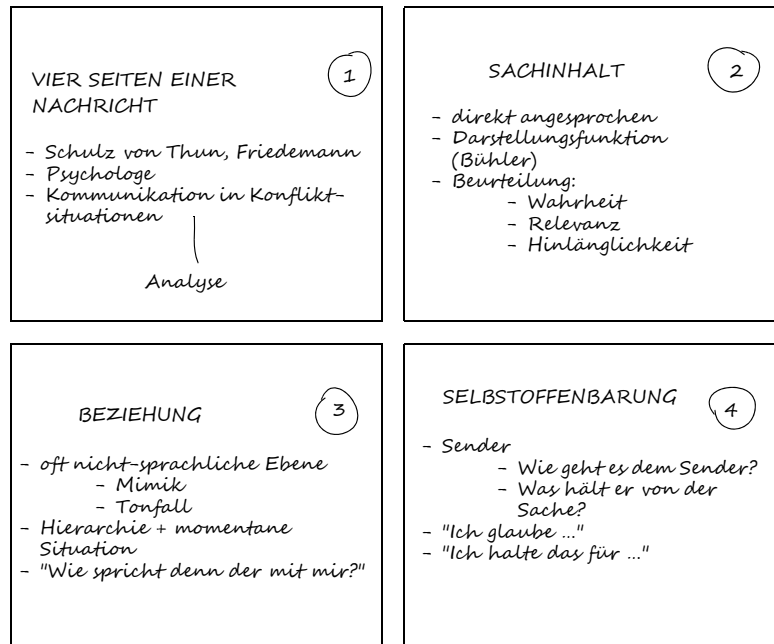 VIER SEITEN EINER
NACHRICHT
1
- Schulz von Thun, Friedemann
- Psychologe
- Kommunikation in Konflikt-
situationen
Analyse
SACHINHALT
2
- direkt angesprochen
- Darstellungsfunktion
(Bühler)
- Beurteilung:
- Wahrheit
- Relevanz
- Hinlänglichkeit
BEZIEHUNG
3
- oft nicht-sprachliche Ebene
- Mimik
- Tonfall
- Hierarchie + momentane
Situation
- "Wie spricht denn der mit mir?"
SELBSTOFFENBARUNG
4
- Sender
- Wie geht es dem Sender?
- Was hält er von der
Sache?
- "Ich glaube ..."
- "Ich halte das für ..."